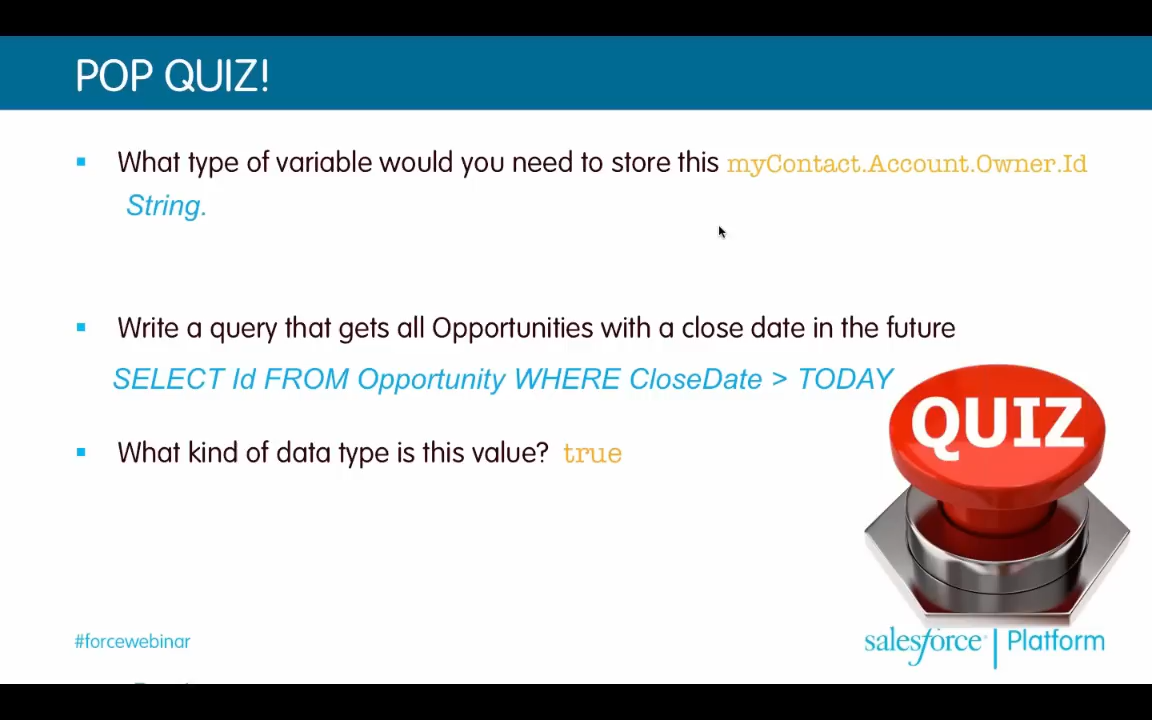 POP QUIZ!
What type of variable would you need to store this myContact.Account.Owner.Id
String.
Write a query that gets all Opportunities with a close date in the future
SELECT Id FROM Opportunity WHERE CloseDate > TODAY
QUIZ
What kind of data type is this value? true
#forcewebinar
salesforce | Platform